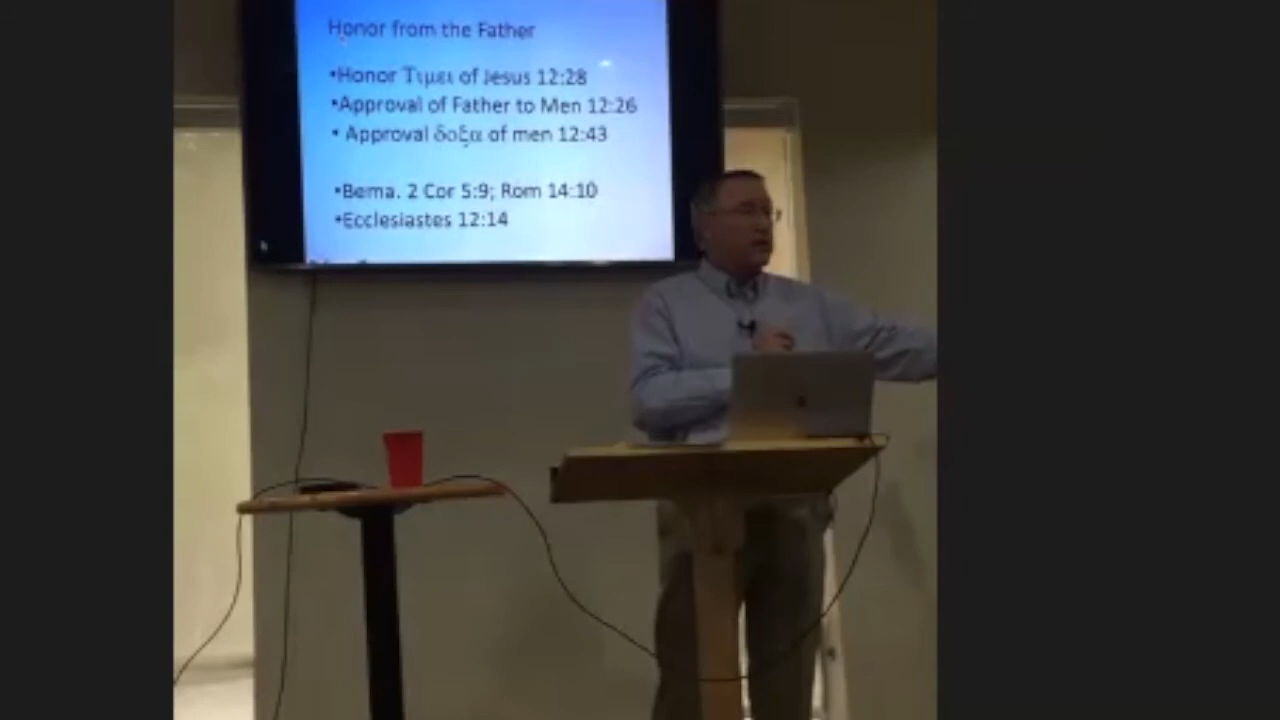 Honor from the Father
•Honor Τιμει of Jesus 12:28
•Approval of Father to Men 12:26
• Approval δοξα of men 12:43
•Bema. 2 Cor 5:9; Rom 14:10
•Ecclesiastes 12:14